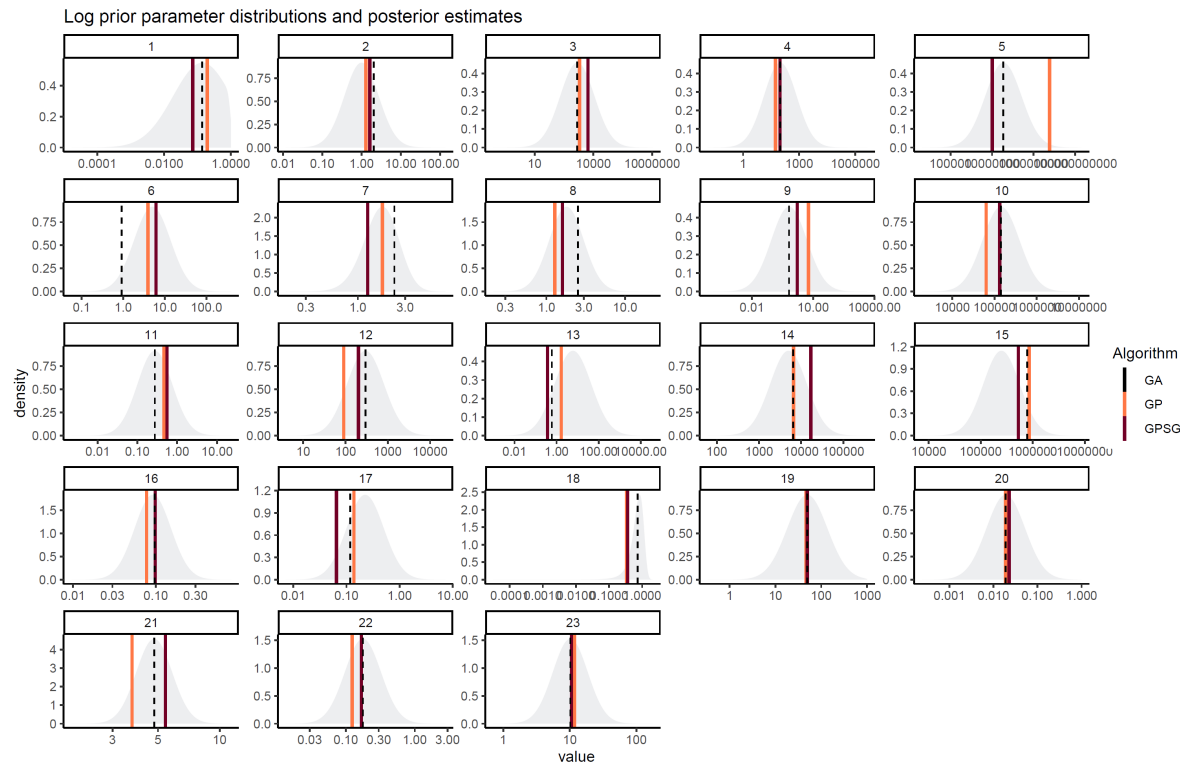 Log prior parameter distributions and posterior estimates
1 2 3 4 5
0.4 0.2 0.0
0.0001 0.0100 1.0000
0.75 0.50 0.25 0.00
0.01 0.10 1.00 10.00 100.00
0.4 0.3 0.2 0.1 0.0
10
0.4 0.3 0.2 0.1 0.0
1 1000
0.4 0.3 0.2 0.1 0.0
6 7 8 9 10
0.75 0.50 0.25 0.00
0.1 1.0 10.0 100.0
2.0 1.5 1.0 0.5 0.0
0.3 1.0 3.0
1.5 1.0 0.5 0.0
0.3 1.0 3.0 10.0
0.4 0.3 0.2 0.1 0.0
0.01 10.00 10000.00
0.75 0.50 0.25 0.00
10000
11 12 13 14 15
0.75 0.50 0.25 0.00
0.01 0.10 1.00 10.00
0.75 0.50 0.25 0.00
10 100 1000 10000
0.4 0.3 0.2 0.1 0.0
0.01 10.00
0.75 0.50 0.25 0.00
100 1000 10000 100000
1.2 0.9 0.6 0.3 0.0
10000 100000
16 17 18 19 20
1.5 1.0 0.5 0.0
0.01 0.03 0.10 0.30
1.2 0.9 0.6 0.3 0.0
0.01 0.10 1.00 10.00
2.5 2.0 1.5 1.0 0.5 0.0
0.75 0.50 0.25 0.00
1 10 100 1000
0.75 0.50 0.25 0.00
0.001 0.010 0.100 1.000
21 22 23
4 3 2 1 0
3 5 10
1.5 1.0 0.5 0.0
0.03 0.10 0.30 1.00 3.00
1.5 1.0 0.5 0.0
1 10 100
density
value
Algorithm
GA
GP
GPSG